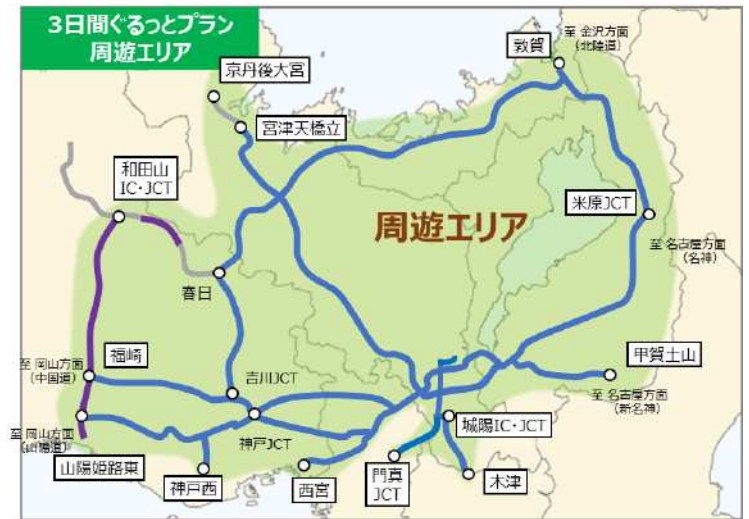 3日間ぐるっとプラン
周遊エリア
京丹後大宮
敦賀
至 金沢方面
(北陸道)
宮津天橋立
和田山
IC・JCT
周遊エリア
米原JCT
至 名古屋方面
(名神)
春日
至 岡山方面
(中国道)
福崎
吉川JCT
甲賀土山
至 名古屋方面
(新名神)
至 岡山方面
(山陽道)
神戸JCT
城陽IC・JCT
山陽姫路東
神戸西
西宮
門真
JCT
木津